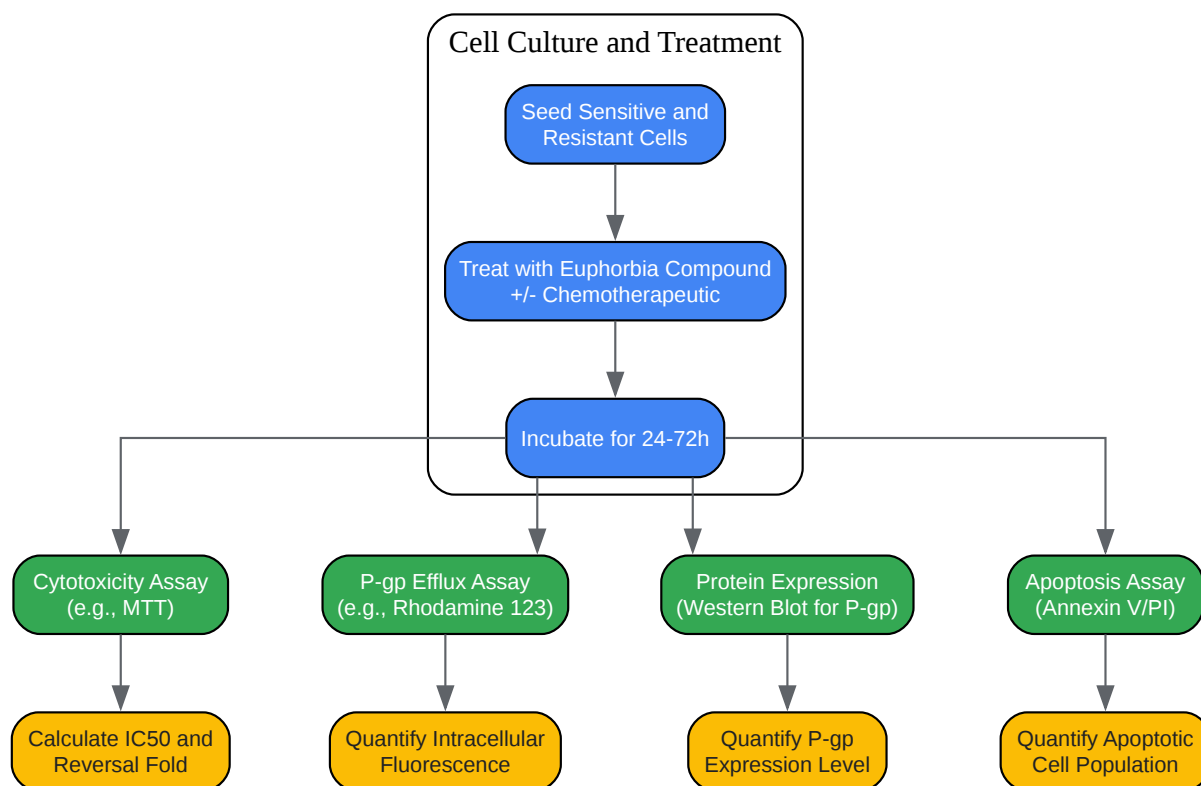 Cell Culture and Treatment
Seed Sensitive and
Resistant Cells
Treat with Euphorbia Compound
+/- Chemotherapeutic
Incubate for 24-72h
Cytotoxicity Assay
(e.g., MTT)
P-gp Efflux Assay
(e.g., Rhodamine 123)
Protein Expression
(Western Blot for P-gp)
Apoptosis Assay
(Annexin V/PI)
Calculate IC50 and
Reversal Fold
Quantify Intracellular
Fluorescence
Quantify P-gp
Expression Level
Quantify Apoptotic
Cell Population